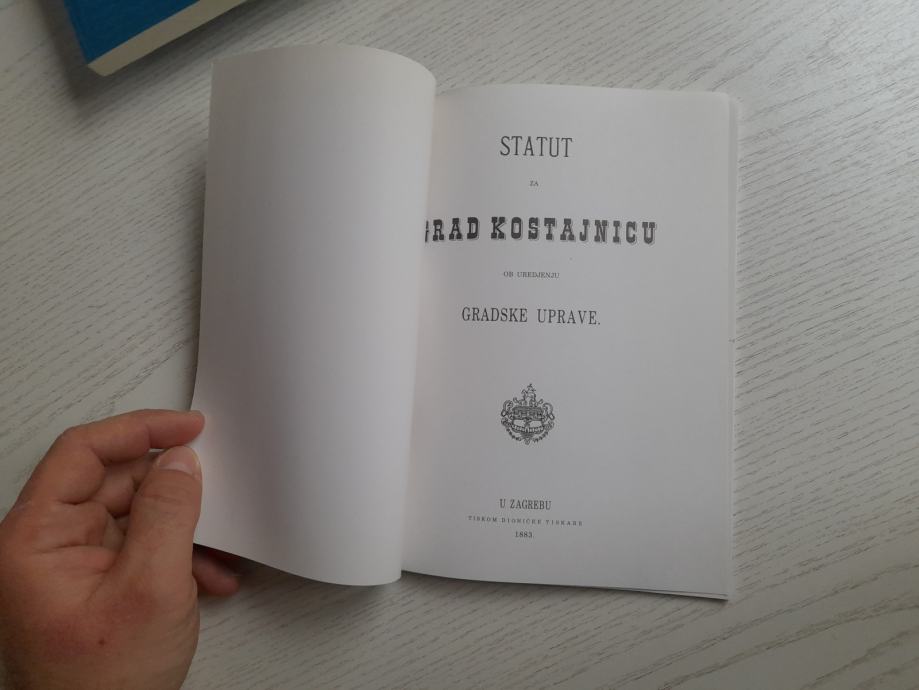 STATUT
ZA
GRAD KOSTAJNICU
OB UREDJENJU
GRADSKE UPRAVE.
U ZAGREBU
TISKOM DIONIČKE TISKARE
1883.